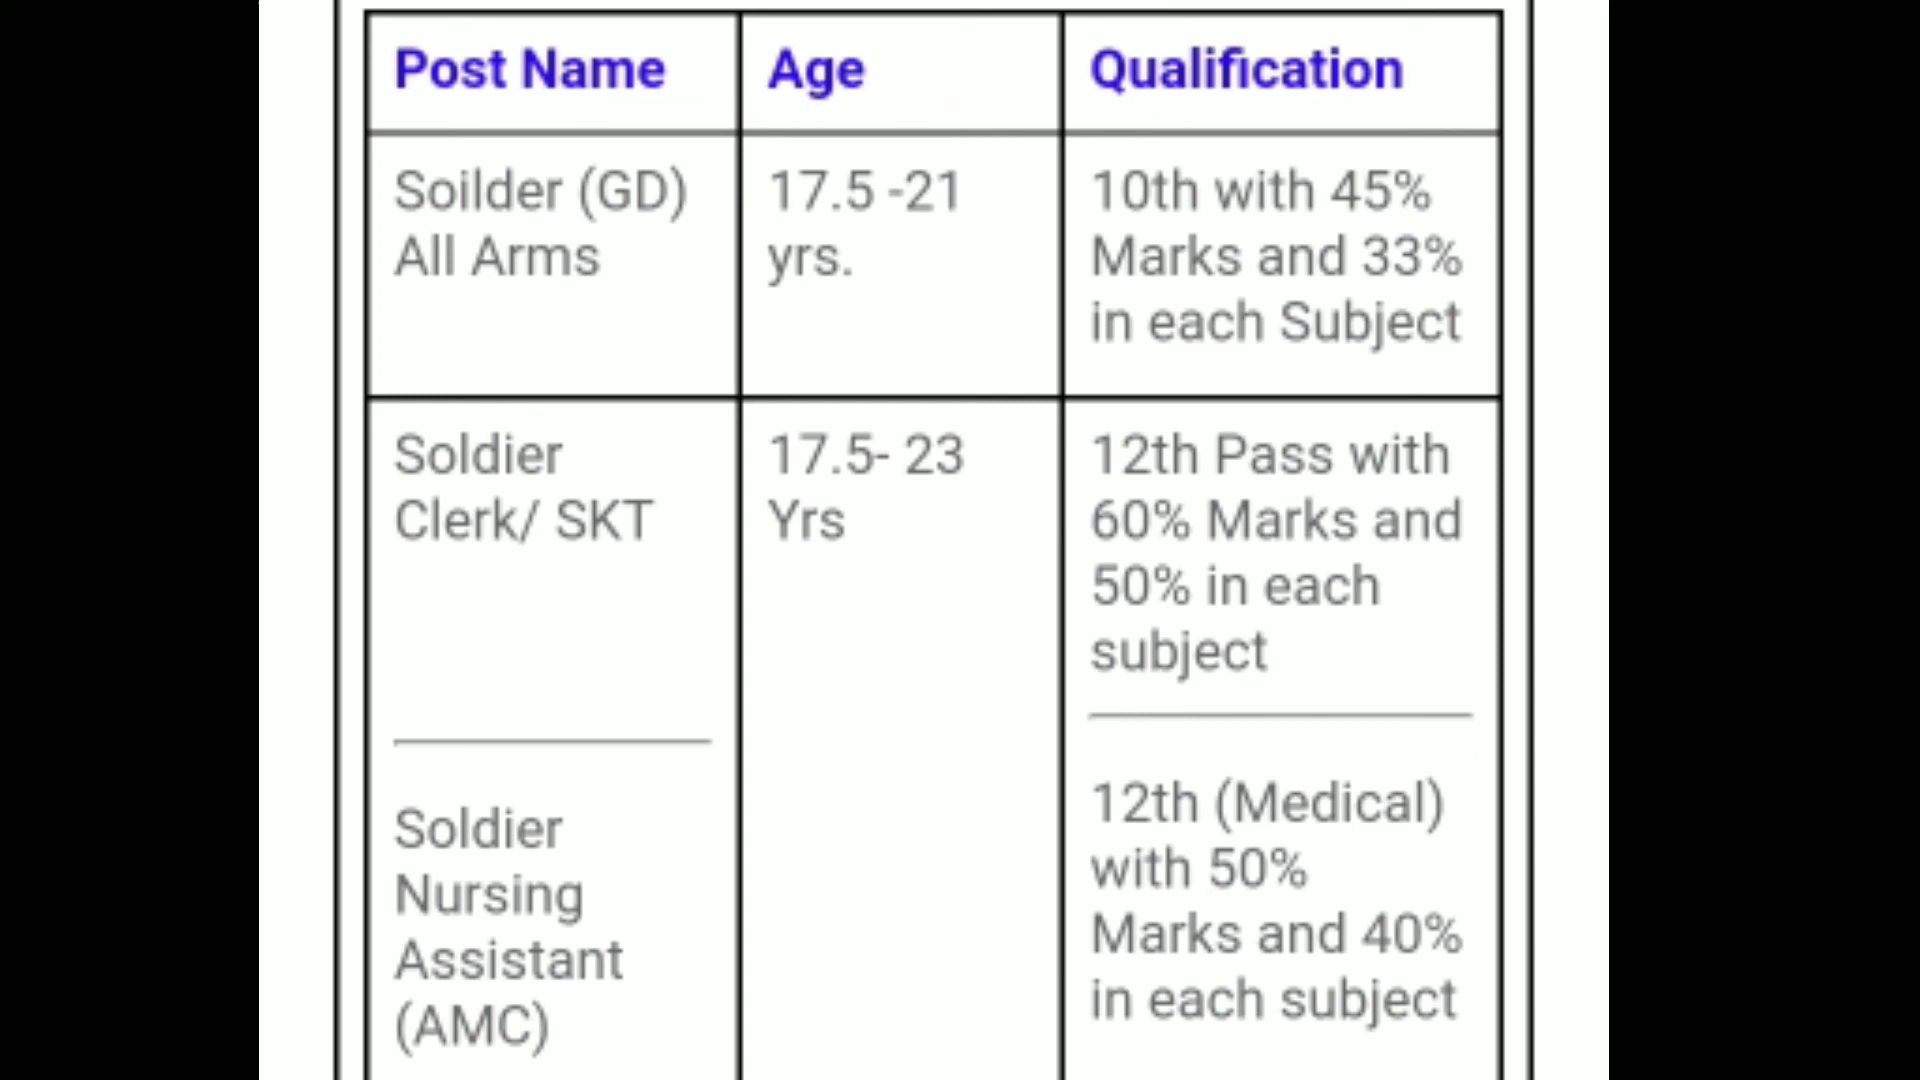 Post Name
Age
Qualification
Soilder (GD)
All Arms
17.5 -21
yrs.
10th with 45%
Marks and 33%
in each Subject
Soldier
Clerk/ SKT
17.5- 23
Yrs
12th Pass with
60% Marks and
50% in each
subject
Soldier
Nursing
Assistant
(AMC)
12th (Medical)
with 50%
Marks and 40%
in each subject